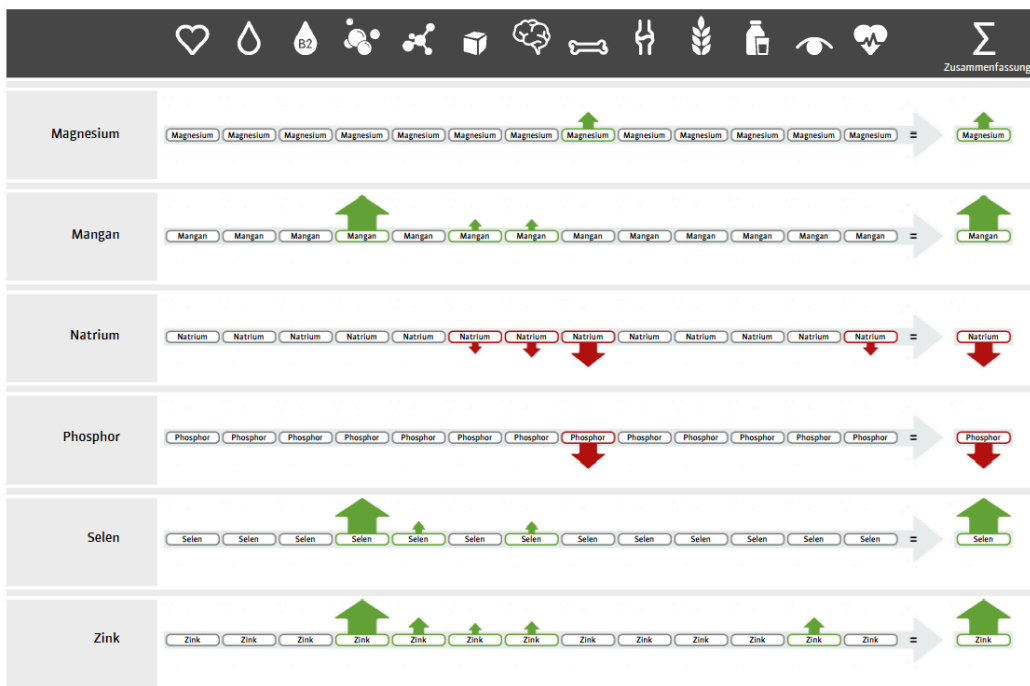 B2
Zusammenfassung
Magnesium Magnesium Magnesium Magnesium Magnesium Magnesium Magnesium Magnesium Magnesium Magnesium Magnesium Magnesium Magnesium Magnesium = Magnesium
Mangan Mangan Mangan Mangan Mangan Mangan Mangan Mangan Mangan Mangan Mangan Mangan Mangan Mangan = Mangan
Natrium Natrium Natrium Natrium Natrium Natrium Natrium Natrium Natrium Natrium Natrium Natrium Natrium Natrium = Natrium
Phosphor Phosphor Phosphor Phosphor Phosphor Phosphor Phosphor Phosphor Phosphor Phosphor Phosphor Phosphor Phosphor Phosphor = Phosphor
Selen Selen Selen Selen Selen Selen Selen Selen Selen Selen Selen Selen Selen Selen = Selen
Zink Zink Zink Zink Zink Zink Zink Zink Zink Zink Zink Zink Zink Zink = Zink